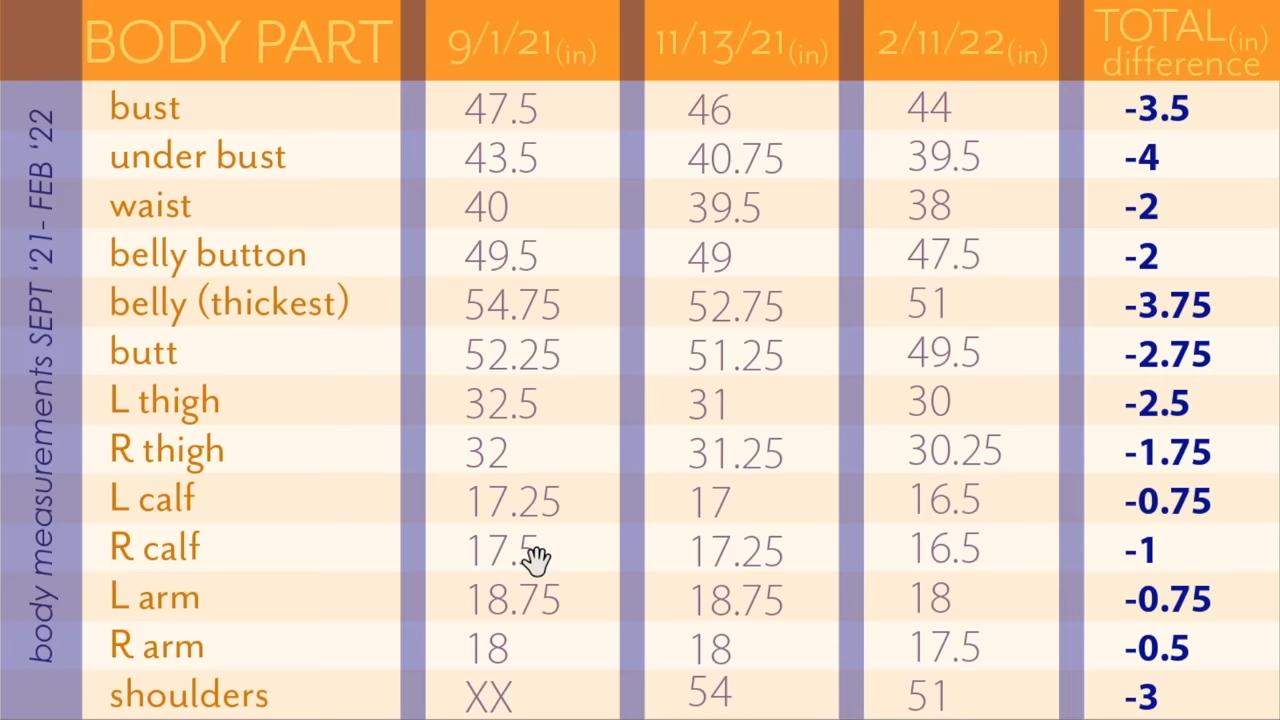 BODY PART 9/1/21(in) 11/13/21(in) 2/11/22(in) TOTAL(in) difference
body measurements SEPT '21- FEB '22
bust 47.5 46 44 -3.5
under bust 43.5 40.75 39.5 -4
waist 40 39.5 38 -2
belly button 49.5 49 47.5 -2
belly (thickest) 54.75 52.75 51 -3.75
butt 52.25 51.25 49.5 -2.75
L thigh 32.5 31 30 -2.5
R thigh 32 31.25 30.25 -1.75
L calf 17.25 17 16.5 -0.75
R calf 17.5 17.25 16.5 -1
L arm 18.75 18.75 18 -0.75
R arm 18 18 17.5 -0.5
shoulders XX 54 51 -3